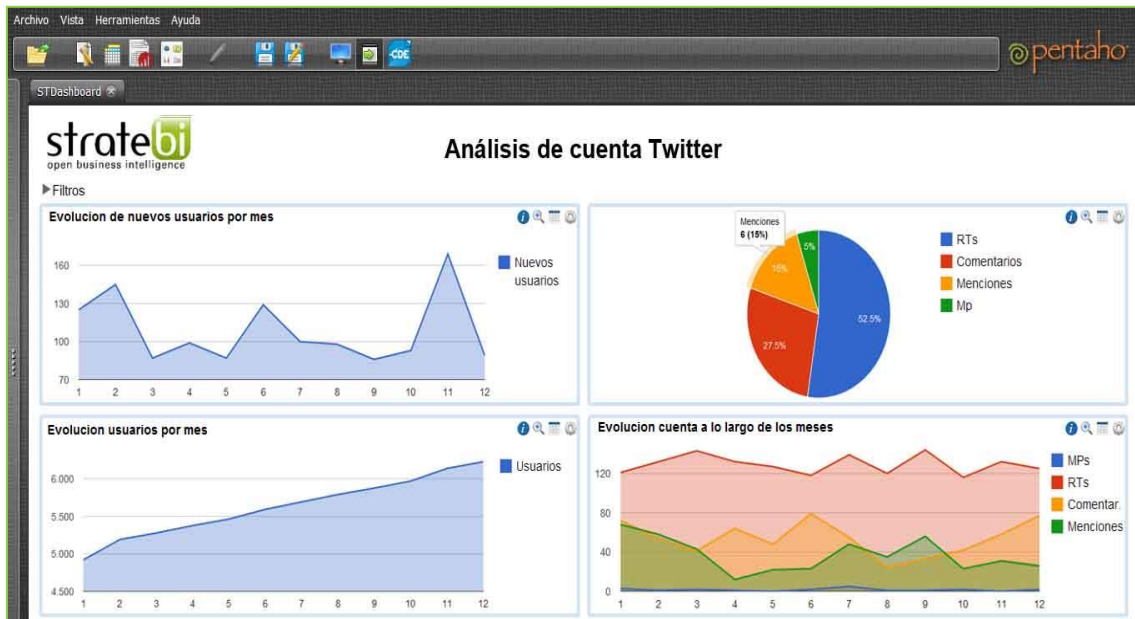 Archivo Vista Herramientas Ayuda
CDE
pentaho
STDashboard
stratebi
open business intelligence
Análisis de cuenta Twitter
Filtros
Evolucion de nuevos usuarios por mes
160
130
100
70
1 2 3 4 5 6 7 8 9 10 11 12
Nuevos
usuarios
Menciones
6 (15%)
5%
15%
52.5%
27.5%
RTs
Comentarios
Menciones
Mp
Evolucion usuarios por mes
6.000
5.500
5.000
4.500
1 2 3 4 5 6 7 8 9 10 11 12
Usuarios
Evolucion cuenta a lo largo de los meses
120
80
40
0
1 2 3 4 5 6 7 8 9 10 11 12
MPs
RTs
Comentar.
Menciones